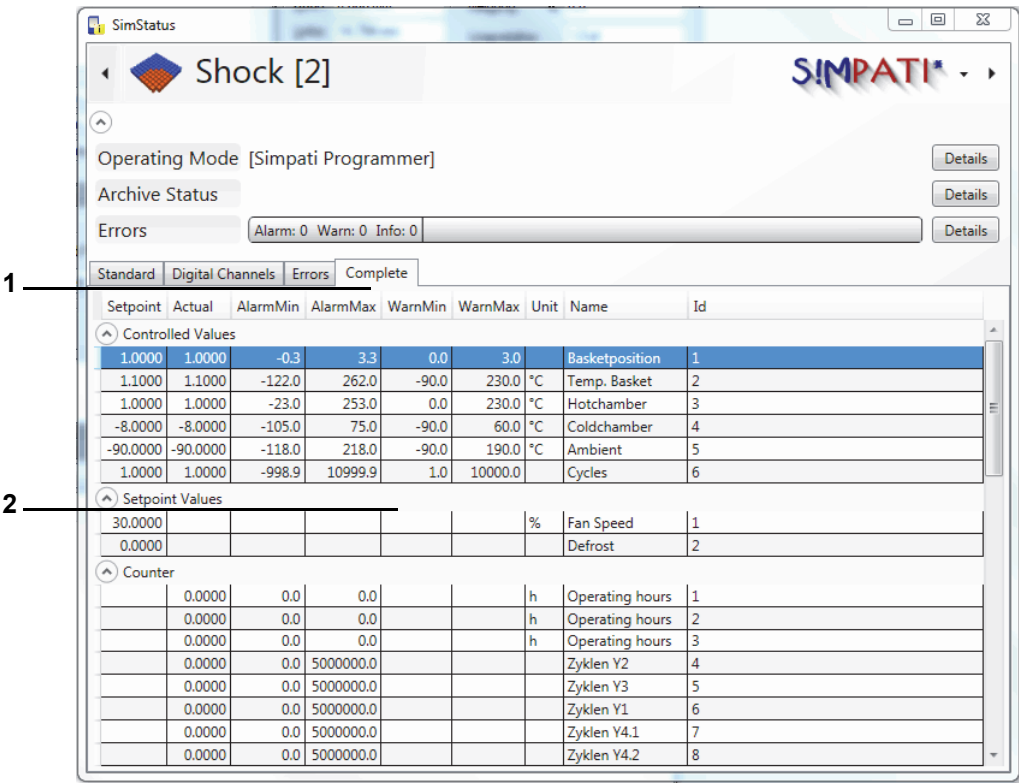 SimStatus
Shock [2]
S!MPATI*
Operating Mode [Simpati Programmer] Details
Archive Status Details
Errors Alarm: 0 Warn: 0 Info: 0 Details
1
Standard Digital Channels Errors Complete
Setpoint Actual AlarmMin AlarmMax WarnMin WarnMax Unit Name Id
Controlled Values
1.0000 1.0000 -0.3 3.3 0.0 3.0 Basketposition 1
1.1000 1.1000 -122.0 262.0 -90.0 230.0 °C Temp. Basket 2
1.0000 1.0000 -23.0 253.0 0.0 230.0 °C Hotchamber 3
-8.0000 -8.0000 -105.0 75.0 -90.0 60.0 °C Coldchamber 4
-90.0000 -90.0000 -118.0 218.0 -90.0 190.0 °C Ambient 5
1.0000 1.0000 -998.9 10999.9 1.0 10000.0 Cycles 6
2
Setpoint Values
30.0000 % Fan Speed 1
0.0000 Defrost 2
Counter
0.0000 0.0 0.0 h Operating hours 1
0.0000 0.0 0.0 h Operating hours 2
0.0000 0.0 0.0 h Operating hours 3
0.0000 0.0 5000000.0 Zyklen Y2 4
0.0000 0.0 5000000.0 Zyklen Y3 5
0.0000 0.0 5000000.0 Zyklen Y1 6
0.0000 0.0 5000000.0 Zyklen Y4.1 7
0.0000 0.0 5000000.0 Zyklen Y4.2 8